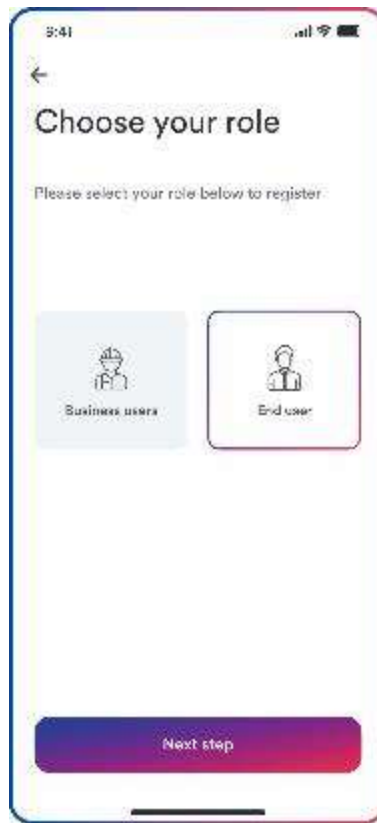 9:41
Choose your role
Please select your role below to register
Business users
End user
Next step